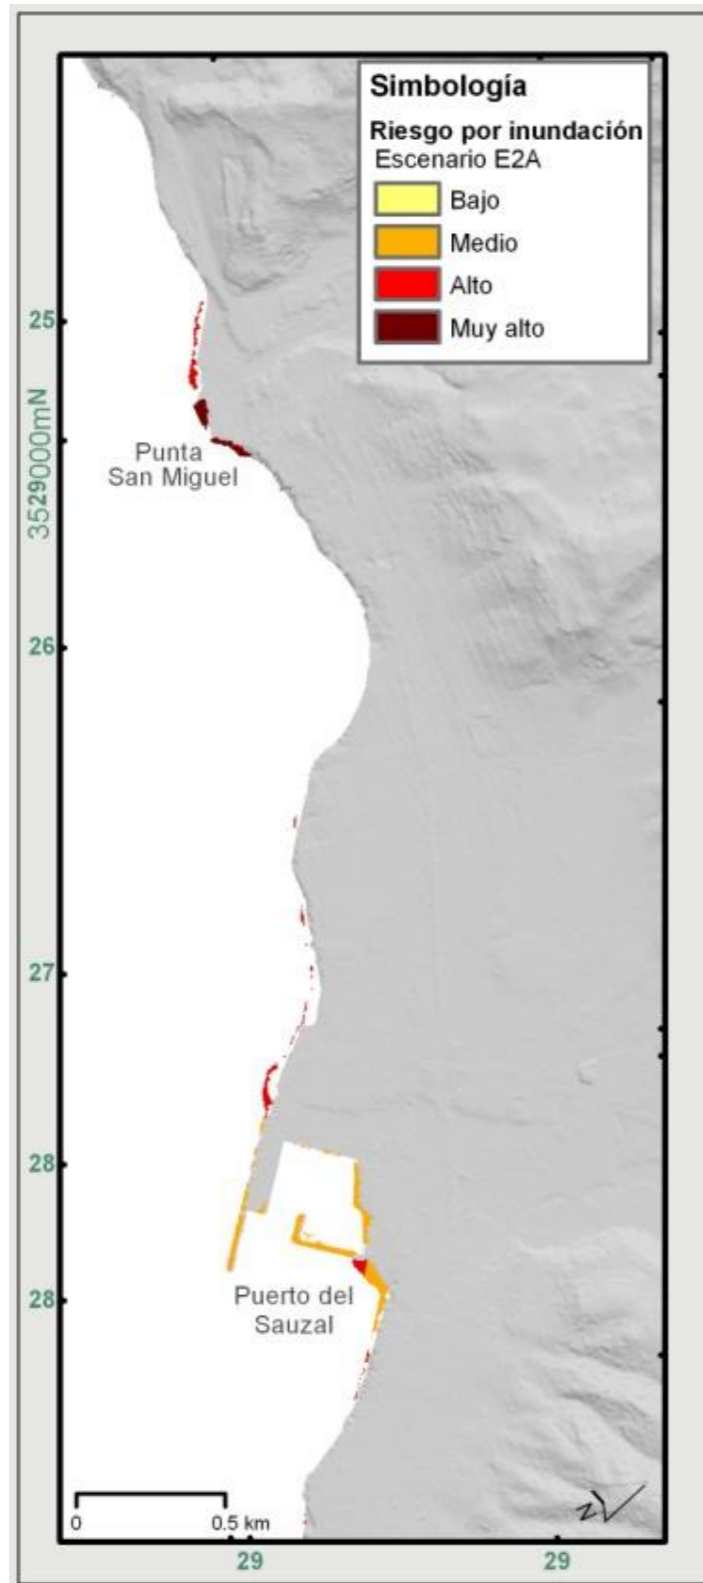 Simbología
Riesgo por inundación
Escenario E2A
Bajo
Medio
Alto
Muy alto
25
3529000mN
Punta
San Miguel
26
27
28
Puerto del
Sauzal
28
0
0.5 km
N
29
29